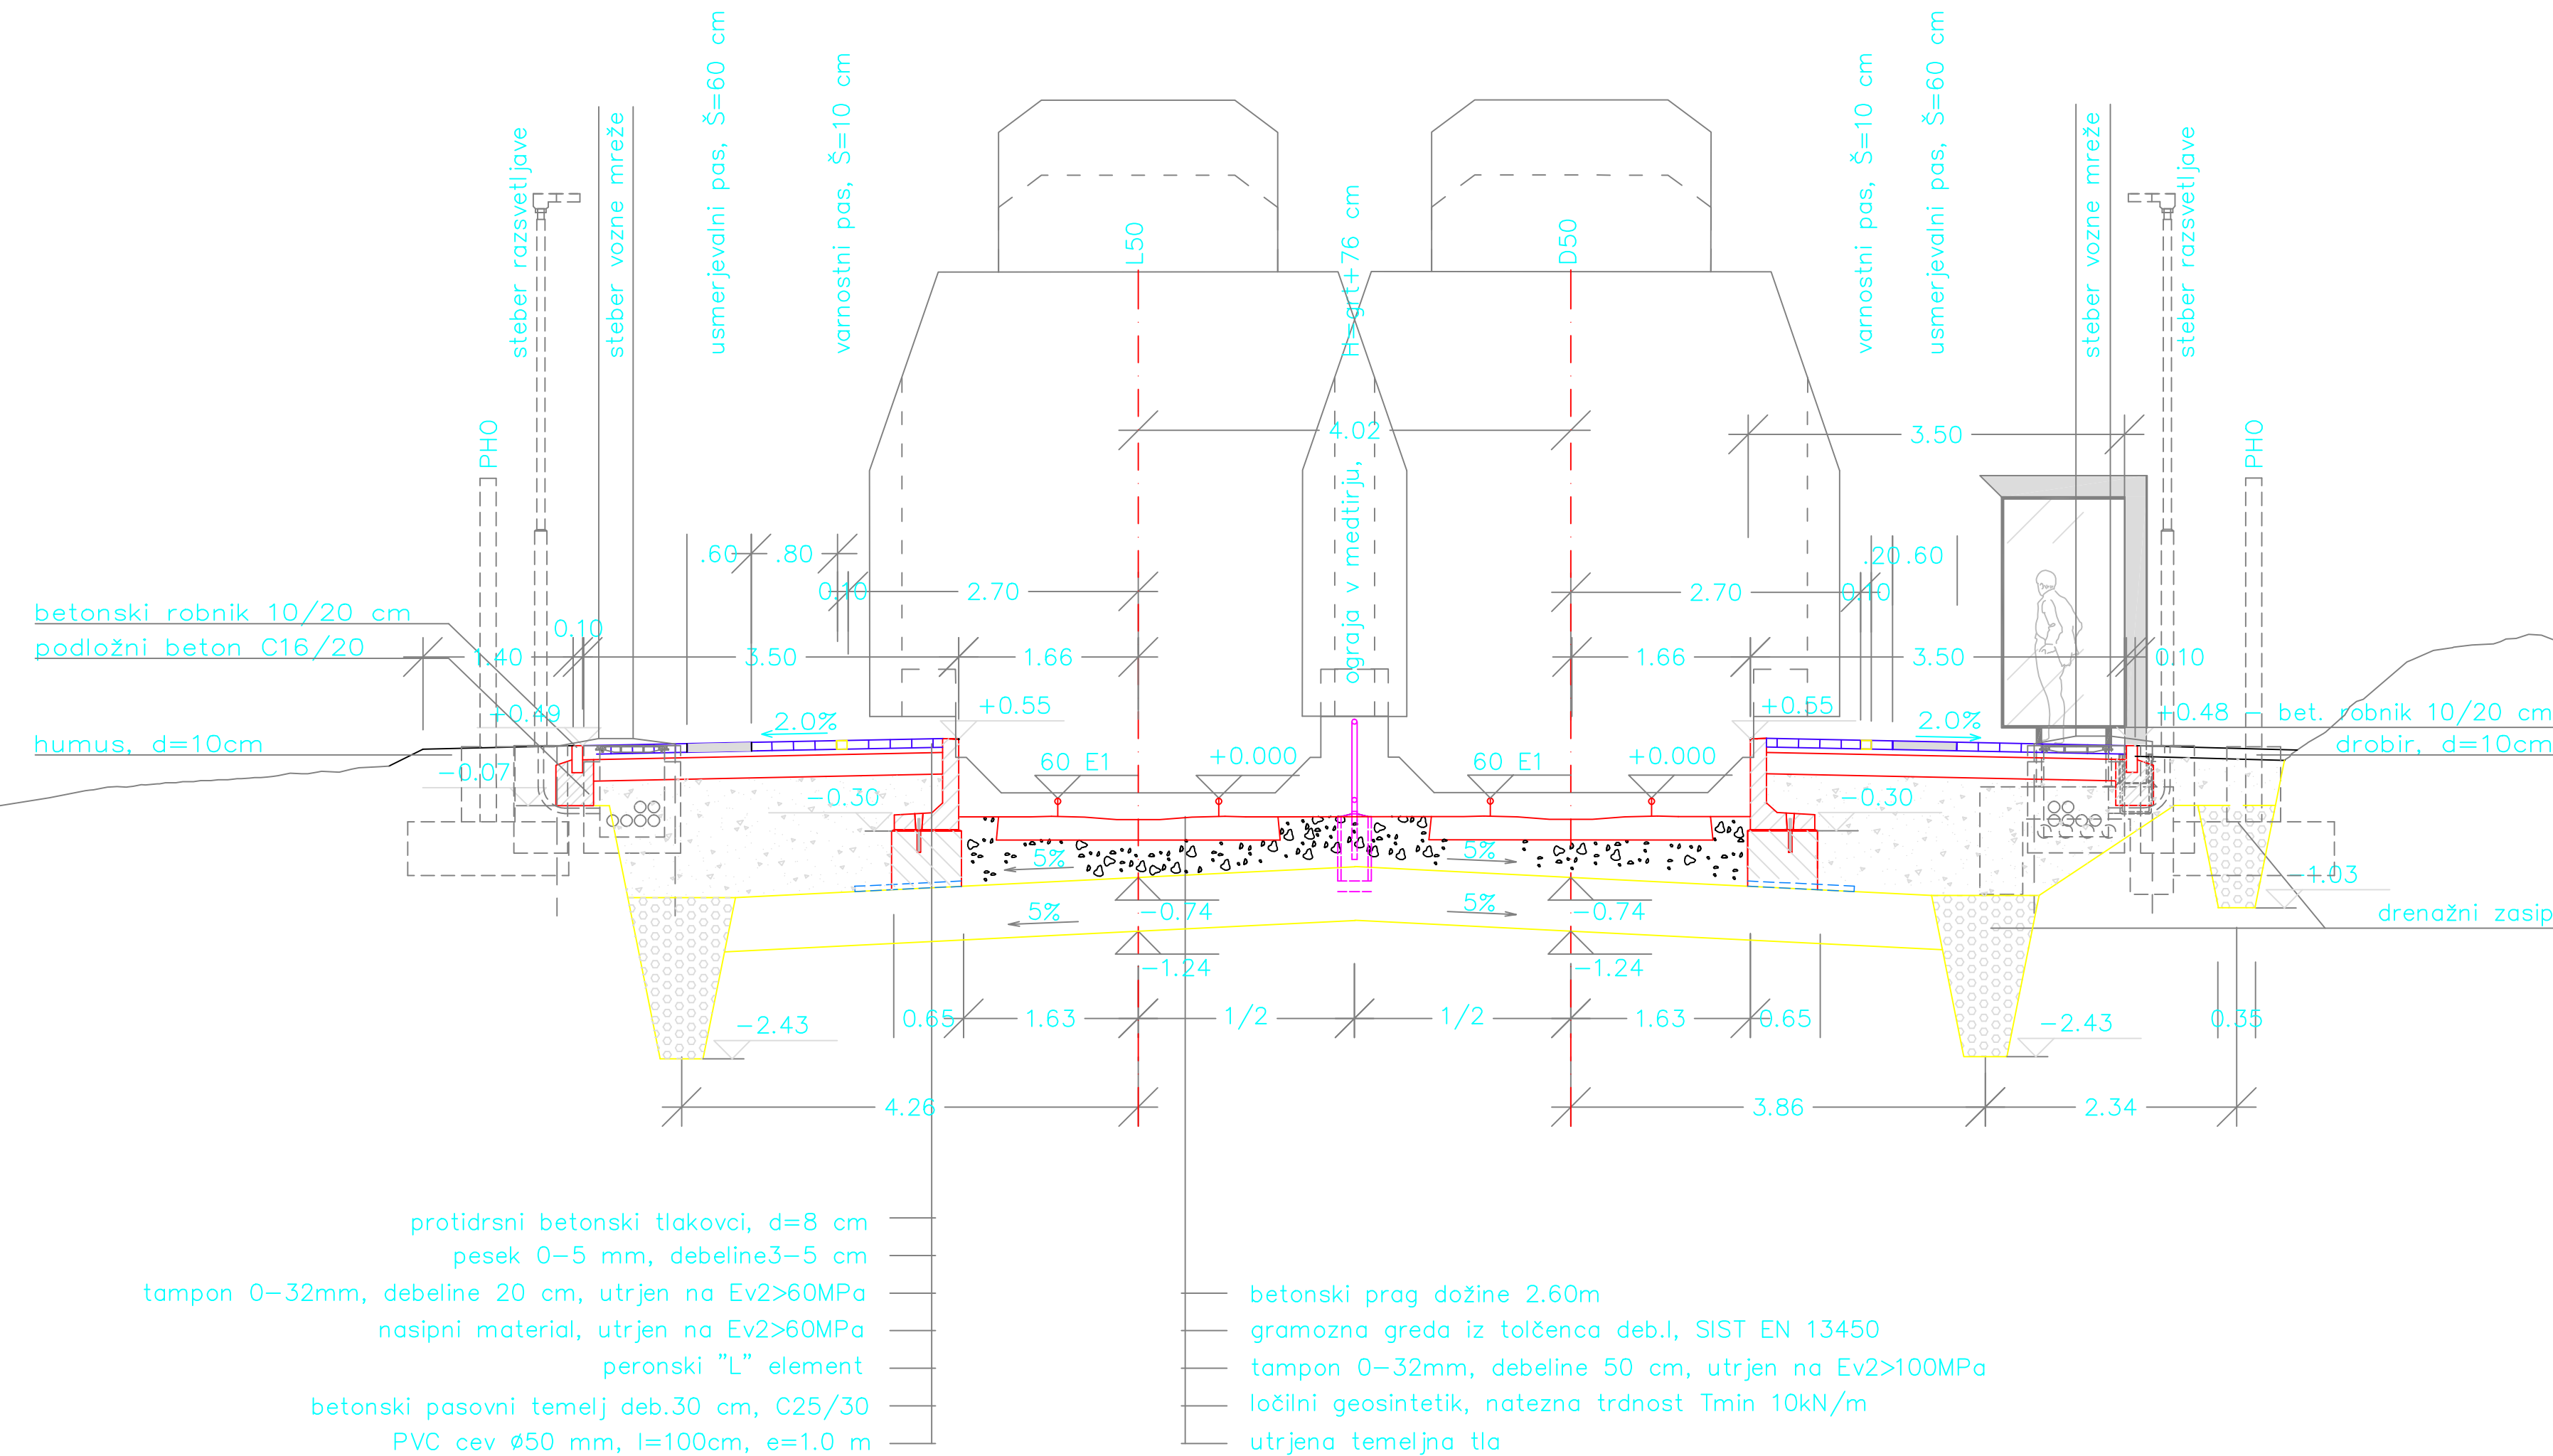 steber razsvetljave
steber vozne mreže
usmerjevalni pas, Š=60 cm
varnostni pas, Š=10 cm
L50
ograja v medtirju, H=grt+76 cm
D50
varnostni pas, Š=10 cm
usmerjevalni pas, Š=60 cm
steber vozne mreže
steber razsvetljave
PHO
PHO
4.02
3.50
.60
.80
.20
.60
0.10
2.70
2.70
0.10
betonski robnik 10/20 cm
podložni beton C16/20
0.10
1.40
3.50
1.66
1.66
3.50
0.10
+0.49
+0.55
+0.55
+0.48
bet. robnik 10/20 cm
2.0%
2.0%
humus, d=10cm
drobir, d=10cm
-0.07
60 E1
+0.000
60 E1
+0.000
-0.30
-0.30
5%
5%
-1.03
-0.74
-0.74
drenažni zasip
5%
5%
-1.24
-1.24
-2.43
0.65
1.63
1/2
1/2
1.63
0.65
-2.43
0.35
4.26
3.86
2.34
protidrsni betonski tlakovci, d=8 cm
pesek 0-5 mm, debeline3-5 cm
tampon 0-32mm, debeline 20 cm, utrjen na Ev2>60MPa
nasipni material, utrjen na Ev2>60MPa
peronski "L" element
betonski pasovni temelj deb.30 cm, C25/30
PVC cev Ø50 mm, l=100cm, e=1.0 m
betonski prag dožine 2.60m
gramozna greda iz tolčenca deb.I, SIST EN 13450
tampon 0-32mm, debeline 50 cm, utrjen na Ev2>100MPa
ločilni geosintetik, natezna trdnost Tmin 10kN/m
utrjena temeljna tla